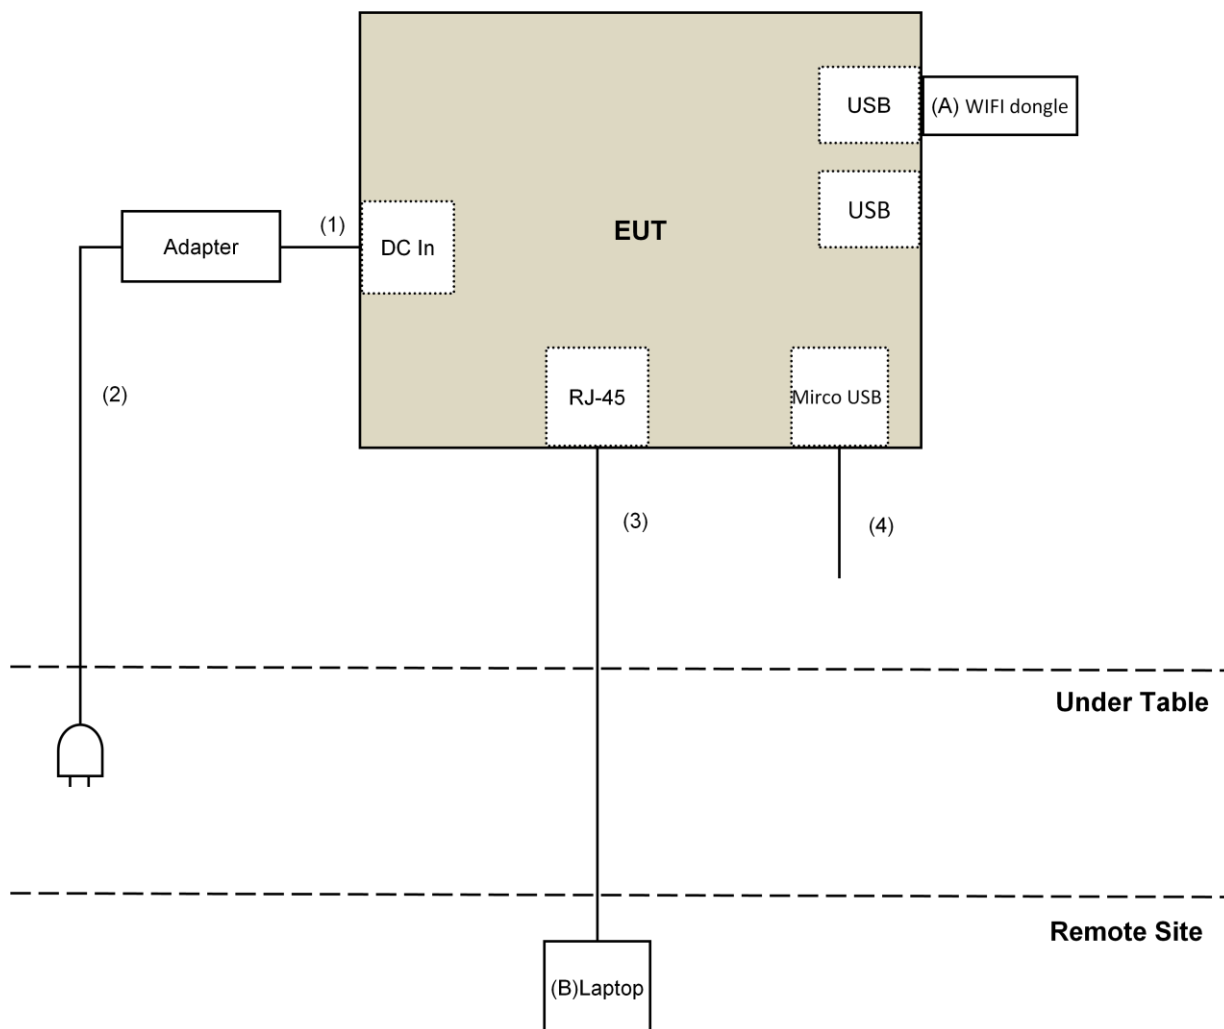 USB
(A) WIFI dongle
USB
EUT
(1)
Adapter
DC In
(2)
RJ-45
Mirco USB
(3)
(4)
Under Table
Remote Site
(B)Laptop